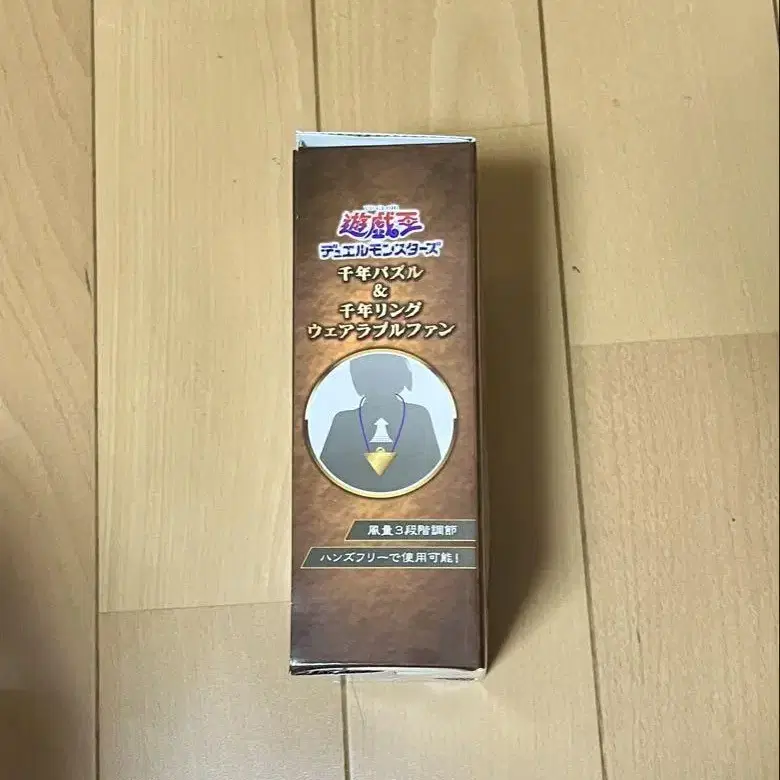 遊戯王
デュエルモンスターズ
千年パズル
&
千年リング
ウェアラブルファン
風量3段階調節
ハンズフリーで使用可能!